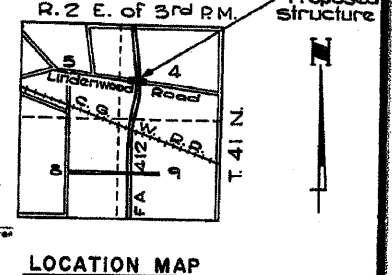 R. 2 E. of 3rd P.M.
Proposed
Structure
5
4
Lindenwood Road
C. G. W. R.R.
T. 41 N.
8
9
F A 412
N
LOCATION MAP